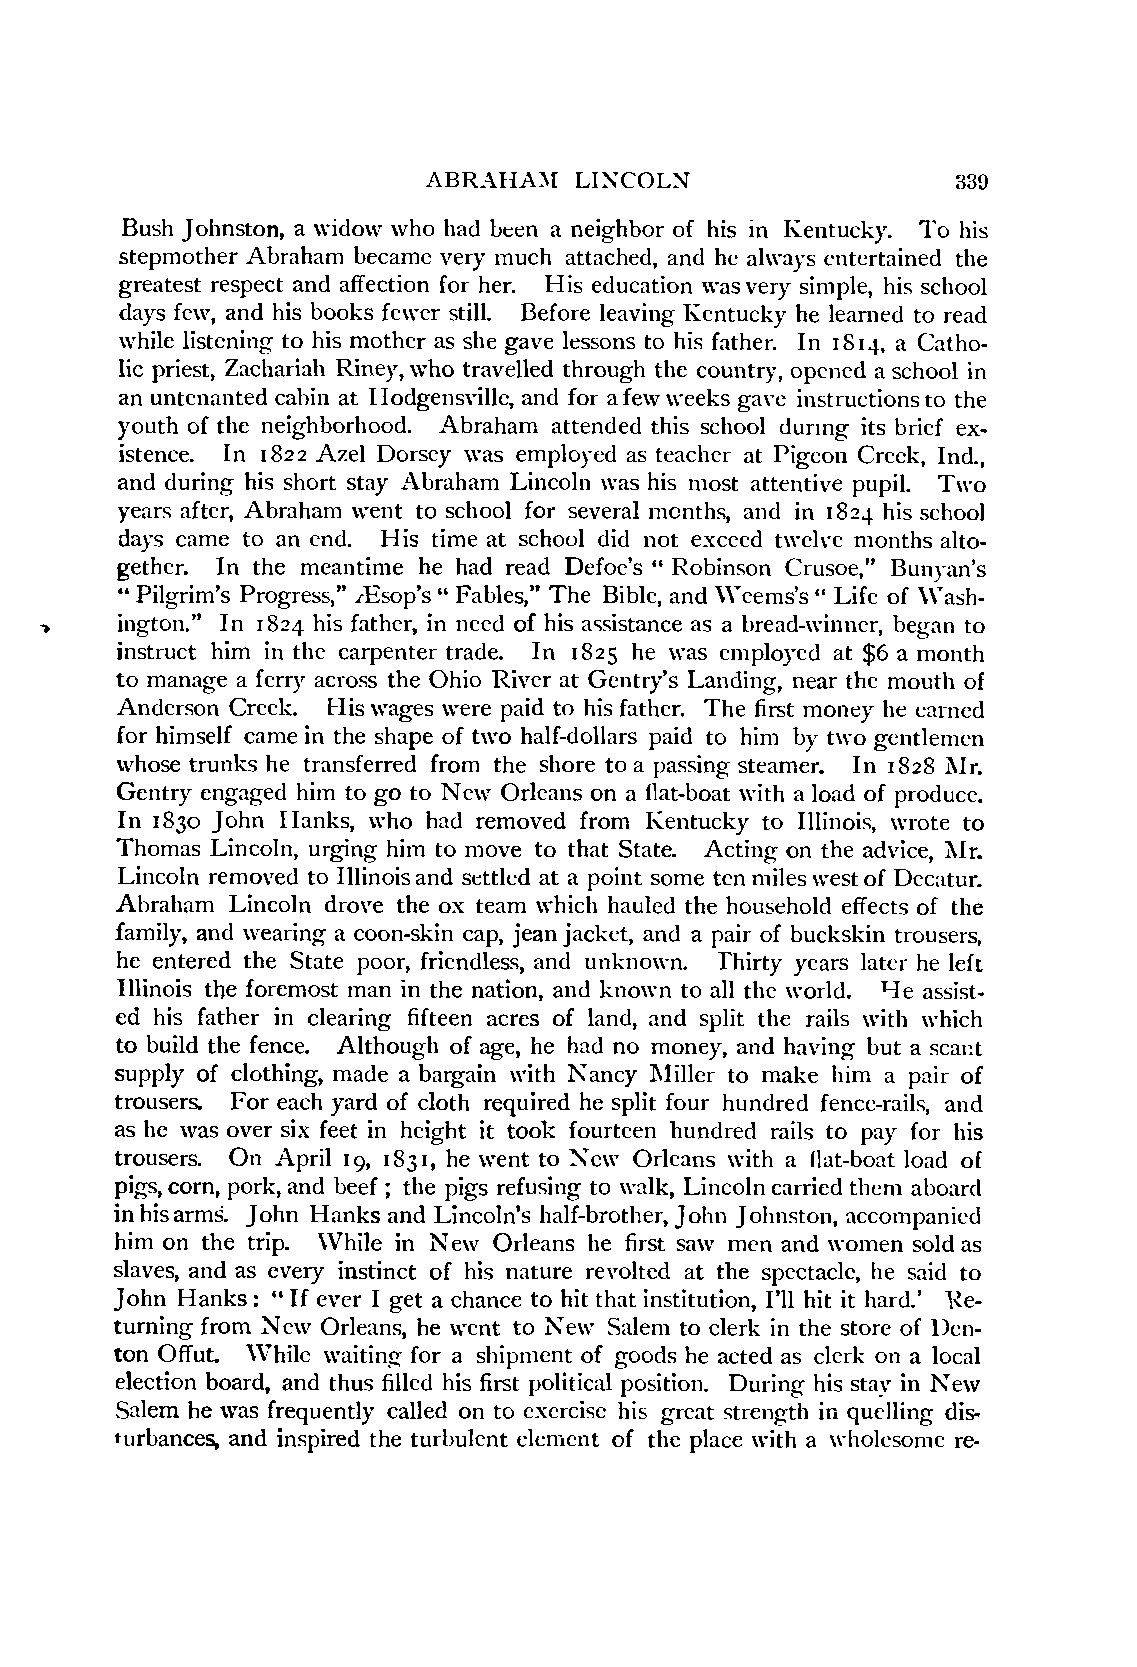 ABRAHAM LINCOLN 339
Bush Johnston, a widow who had been a neighbor of his in Kentucky. To his
stepmother Abraham became very much attached, and he always entertained the
greatest respect and affection for her. His education was very simple, his school
days few, and his books fewer still. Before leaving Kentucky he learned to read
while listening to his mother as she gave lessons to his father. In 1814, a Catho-
lic priest, Zachariah Riney, who travelled through the country, opened a school in
an untenanted cabin at Hodgensville, and for a few weeks gave instructions to the
youth of the neighborhood. Abraham attended this school during its brief ex-
istence. In 1822 Azel Dorsey was employed as teacher at Pigeon Creek, Ind.,
and during his short stay Abraham Lincoln was his most attentive pupil. Two
years after, Abraham went to school for several months, and in 1824 his school
days came to an end. His time at school did not exceed twelve months alto-
gether. In the meantime he had read Defoe's "Robinson Crusoe," Bunyan's
"Pilgrim's Progress," Æsop's "Fables," The Bible, and Weems's "Life of Wash-
ington." In 1824 his father, in need of his assistance as a bread-winner, began to
instruct him in the carpenter trade. In 1825 he was employed at $6 a month
to manage a ferry across the Ohio River at Gentry's Landing, near the mouth of
Anderson Creek. His wages were paid to his father. The first money he earned
for himself came in the shape of two half-dollars paid to him by two gentlemen
whose trunks he transferred from the shore to a passing steamer. In 1828 Mr.
Gentry engaged him to go to New Orleans on a flat-boat with a load of produce.
In 1830 John Hanks, who had removed from Kentucky to Illinois, wrote to
Thomas Lincoln, urging him to move to that State. Acting on the advice, Mr.
Lincoln removed to Illinois and settled at a point some ten miles west of Decatur.
Abraham Lincoln drove the ox team which hauled the household effects of the
family, and wearing a coon-skin cap, jean jacket, and a pair of buckskin trousers,
he entered the State poor, friendless, and unknown. Thirty years later he left
Illinois the foremost man in the nation, and known to all the world. He assist-
ed his father in clearing fifteen acres of land, and split the rails with which
to build the fence. Although of age, he had no money, and having but a scant
supply of clothing, made a bargain with Nancy Miller to make him a pair of
trousers. For each yard of cloth required he split four hundred fence-rails, and
as he was over six feet in height it took fourteen hundred rails to pay for his
trousers. On April 19, 1831, he went to New Orleans with a flat-boat load of
pigs, corn, pork, and beef; the pigs refusing to walk, Lincoln carried them aboard
in his arms. John Hanks and Lincoln's half-brother, John Johnston, accompanied
him on the trip. While in New Orleans he first saw men and women sold as
slaves, and as every instinct of his nature revolted at the spectacle, he said to
John Hanks: "If ever I get a chance to hit that institution, I'll hit it hard.' Re-
turning from New Orleans, he went to New Salem to clerk in the store of Den-
ton Offut. While waiting for a shipment of goods he acted as clerk on a local
election board, and thus filled his first political position. During his stay in New
Salem he was frequently called on to exercise his great strength in quelling dis-
turbances, and inspired the turbulent element of the place with a wholesome re-